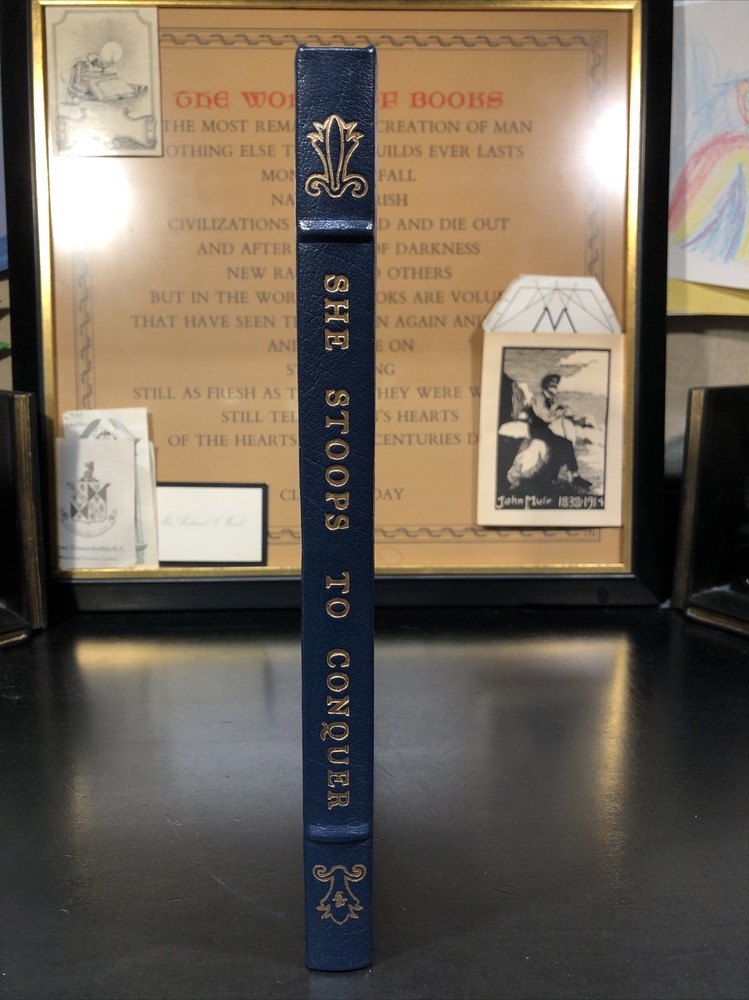 SHE STOOPS TO CONQUER
THE WOR F BOOKS
THE MOST REMA CREATION OF MAN
OTHING ELSE T UILDS EVER LASTS
MON FALL
NA RISH
CIVILIZATIONS D AND DIE OUT
AND AFTER OF DARKNESS
NEW RA D OTHERS
BUT IN THE WOR OKS ARE VOLU
THAT HAVE SEEN TH N AGAIN AN
AN E ON
ST NG
STILL AS FRESH AS T THEY WERE W
STILL TEL N'S HEARTS
OF THE HEARTS CENTURIES D
CL DAY
John Muir 1838-1914